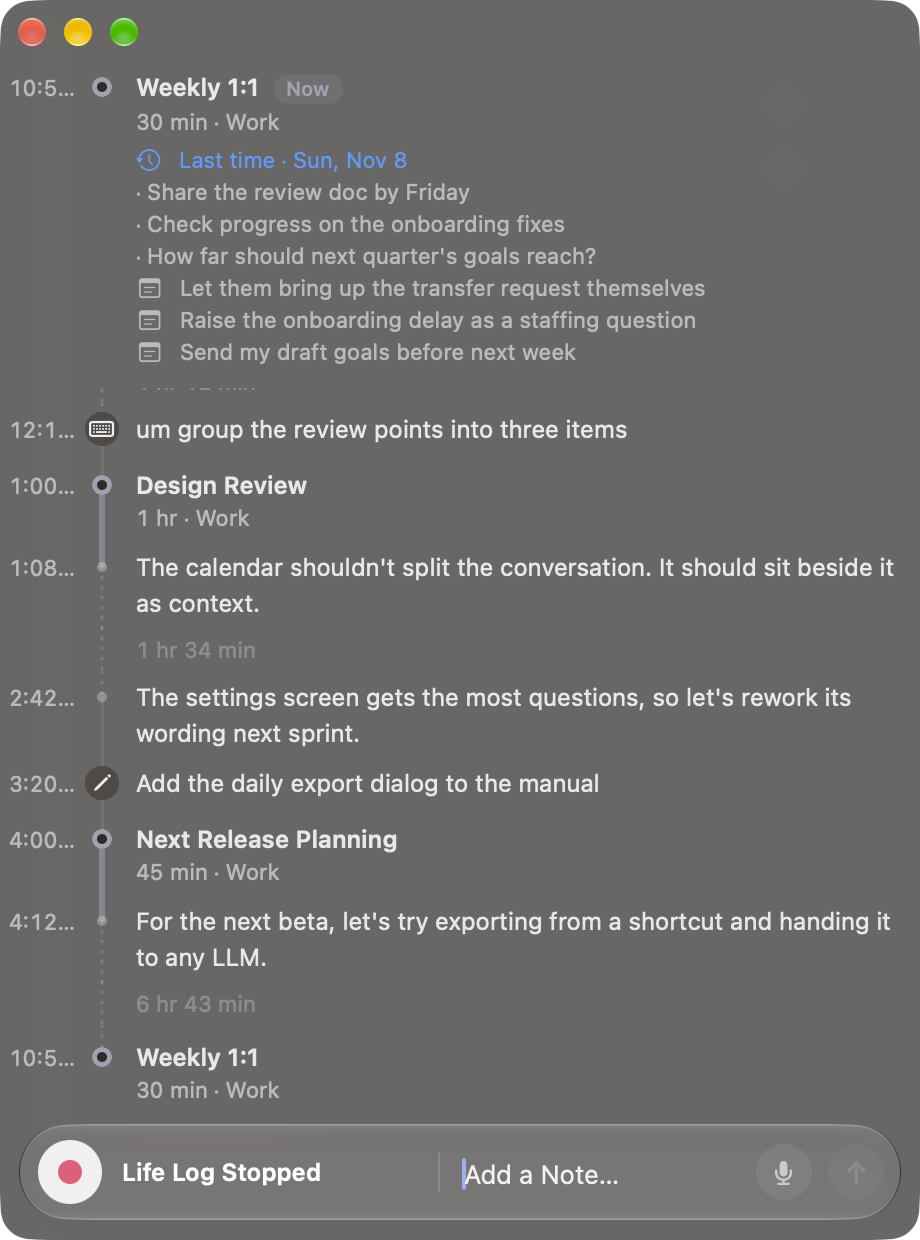 10:5… Weekly 1:1 Now
30 min · Work
Last time · Sun, Nov 8
· Share the review doc by Friday
· Check progress on the onboarding fixes
· How far should next quarter's goals reach?
Let them bring up the transfer request themselves
Raise the onboarding delay as a staffing question
Send my draft goals before next week
12:1… um group the review points into three items
1:00… Design Review
1 hr · Work
1:08… The calendar shouldn't split the conversation. It should sit beside it
as context.
1 hr 34 min
2:42… The settings screen gets the most questions, so let's rework its
wording next sprint.
3:20… Add the daily export dialog to the manual
4:00… Next Release Planning
45 min · Work
4:12… For the next beta, let's try exporting from a shortcut and handing it
to any LLM.
6 hr 43 min
10:5… Weekly 1:1
30 min · Work
Life Log Stopped
Add a Note…